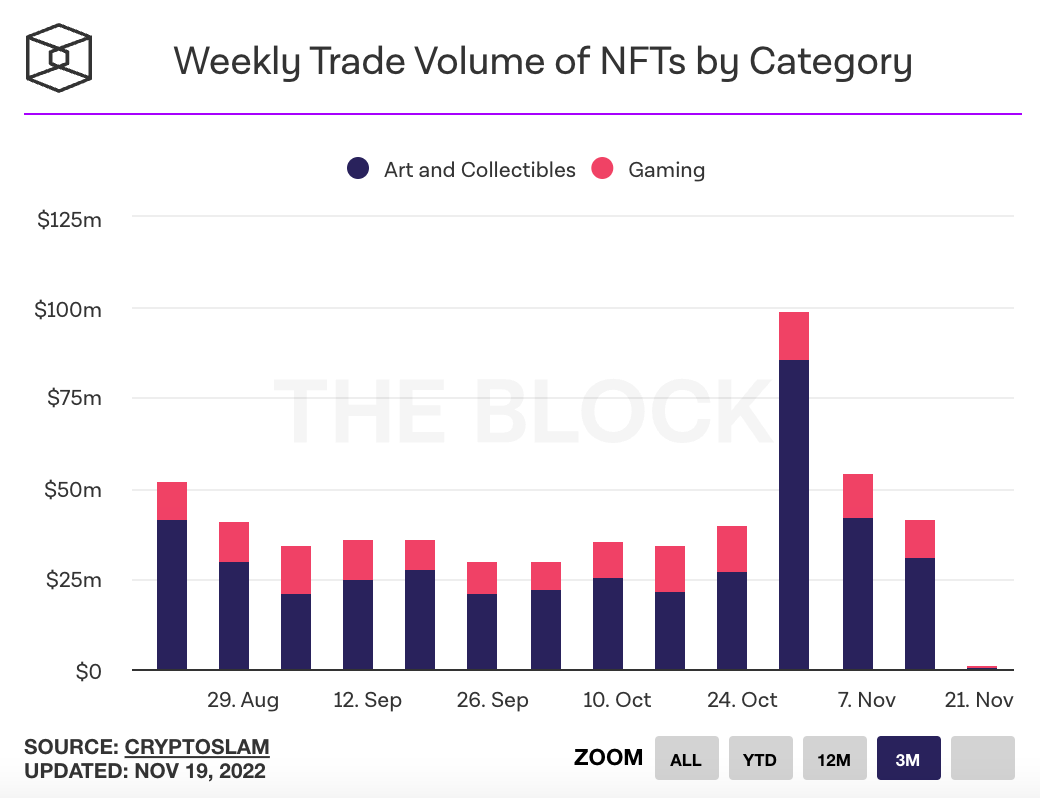 Weekly Trade Volume of NFTs by Category
Art and Collectibles Gaming
$125m
$100m
$75m
$50m
$25m
$0
THE BLOCK
29. Aug 12. Sep 26. Sep 10. Oct 24. Oct 7. Nov 21. Nov
SOURCE: CRYPTOSLAM
UPDATED: NOV 19, 2022
ZOOM ALL YTD 12M 3M